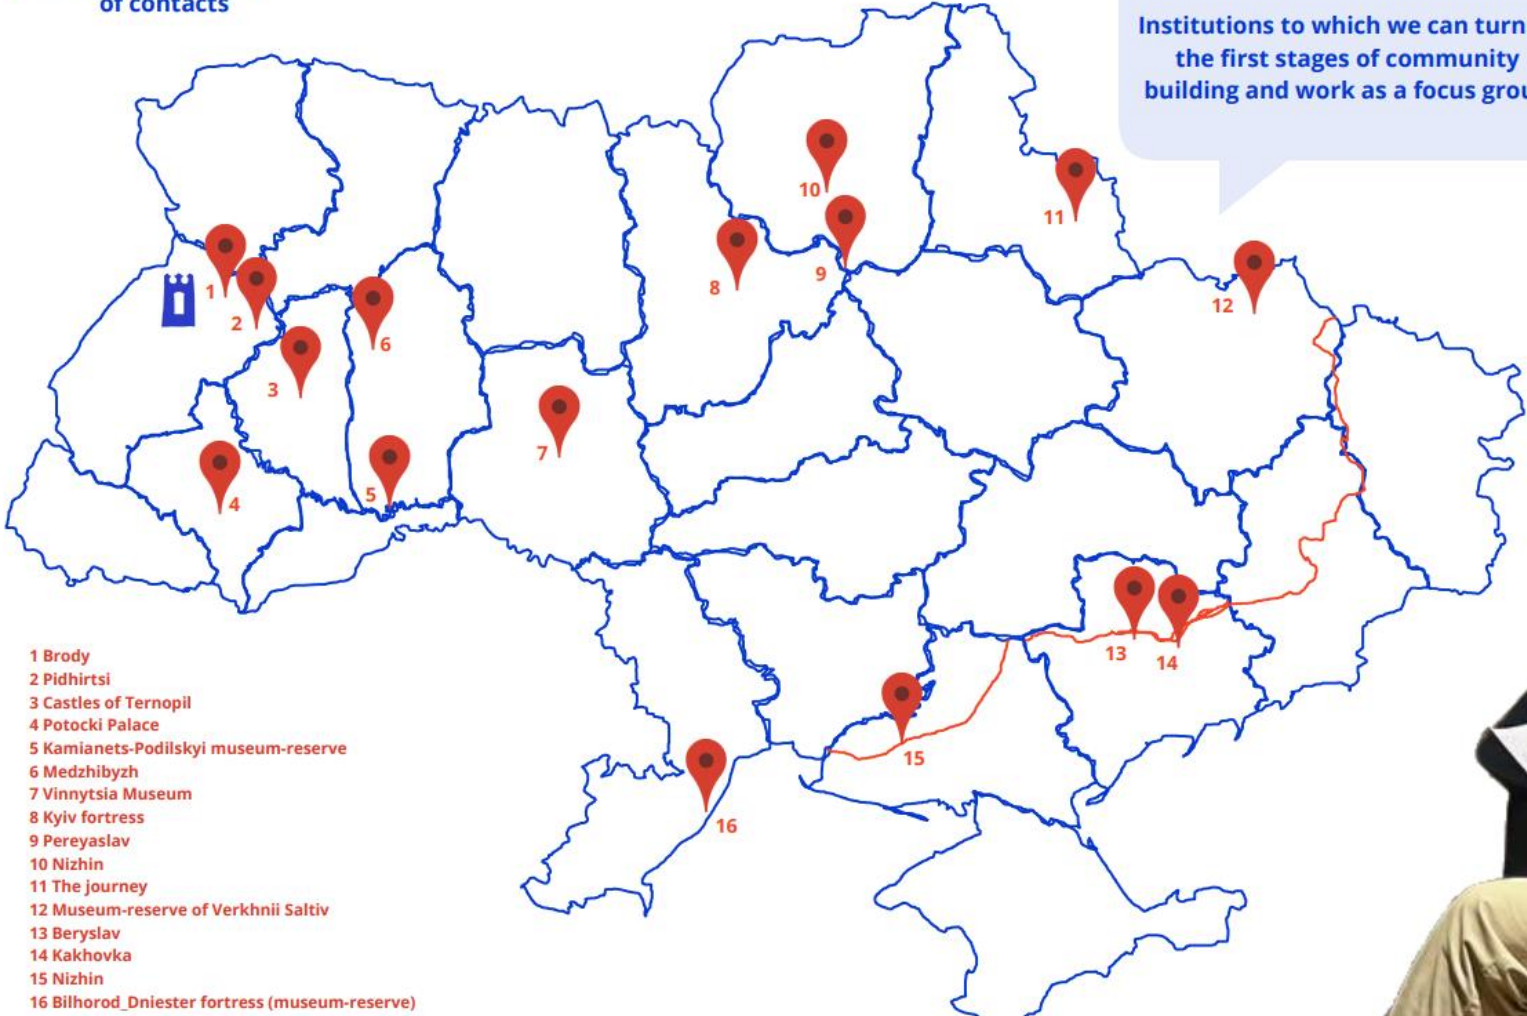 of contacts
Institutions to which we can turn
the first stages of community
building and work as a focus grou
1
2
3
4
5
6
7
8
9
10
11
12
13
14
15
16
1 Brody
2 Pidhirtsi
3 Castles of Ternopil
4 Potocki Palace
5 Kamianets-Podilskyi museum-reserve
6 Medzhibyzh
7 Vinnytsia Museum
8 Kyiv fortress
9 Pereyaslav
10 Nizhin
11 The journey
12 Museum-reserve of Verkhnii Saltiv
13 Beryslav
14 Kakhovka
15 Nizhin
16 Bilhorod_Dniester fortress (museum-reserve)